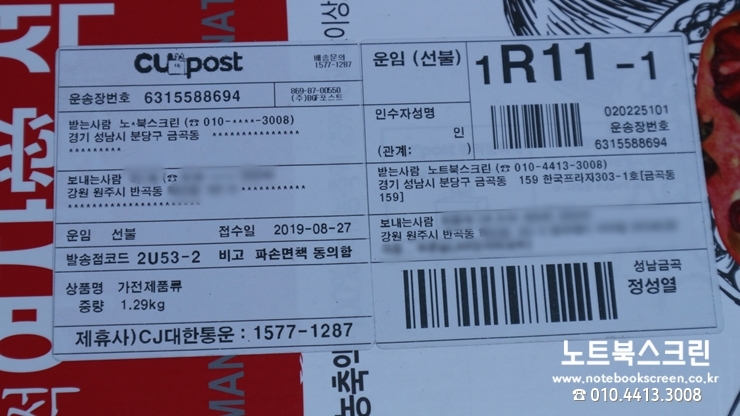 CU post
배송문의
1577-1287
운송장번호 6315588694
869-87-00550
(주)BGF포스트
받는사람 노*북스크린 (☎ 010-****-3008)
경기 성남시 분당구 금곡동 ***************
*********
보내는사람 (☎
강원 원주시 반곡동 ***********
*********
운임 선불 접수일 2019-08-27
발송점코드 2U53-2 비고 파손면책 동의함
상품명 가전제품류
중량 1.29kg
제휴사)CJ대한통운 : 1577-1287
운임 (선불)
1R11-1
인수자성명
인
(관계: )
020225101
운송장번호
6315588694
받는사람 노트북스크린 (☎ 010-4413-3008)
경기 성남시 분당구 금곡동 159 한국프라자303-1호[금곡동
159]
보내는사람
강원 원주시 반곡동
성남금곡
정성열
노트북스크린
www.notebookscreen.co.kr
☎ 010.4413.3008